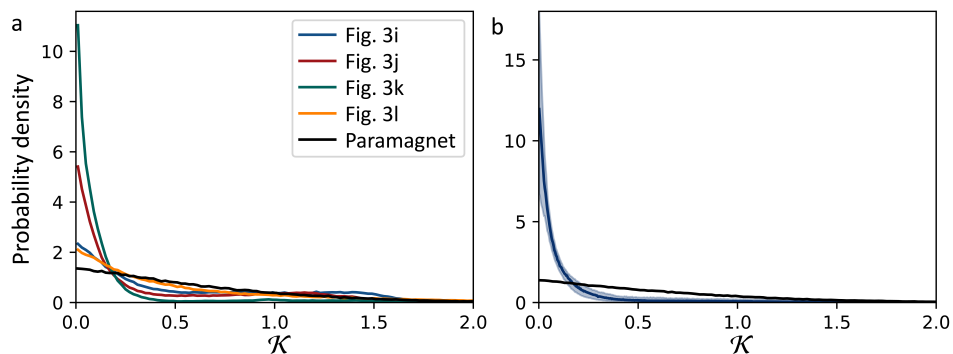 a
Probability density
10
8
6
4
2
0
0.0
0.5
1.0
1.5
2.0
𝒦
Fig. 3i
Fig. 3j
Fig. 3k
Fig. 3l
Paramagnet
b
15
10
5
0
0.0
0.5
1.0
1.5
2.0
𝒦